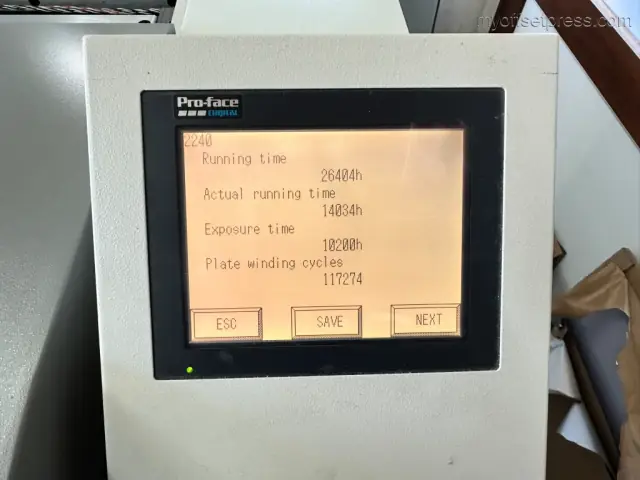 myoffsetpress.com
Pro-face
DIGITAL
2240
Running time
26404h
Actual running time
14034h
Exposure time
10200h
Plate winding cycles
117274
ESC SAVE NEXT